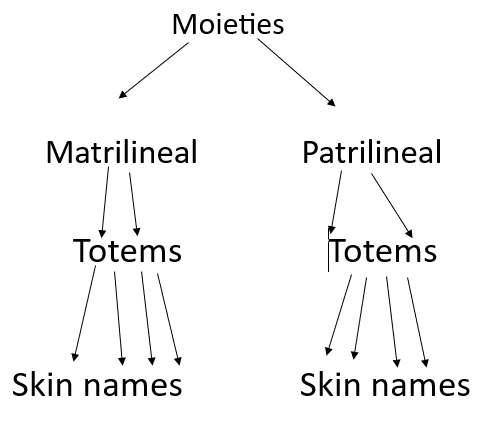 Moieties
Matrilineal
Patrilineal
Totems
Totems
Skin names
Skin names